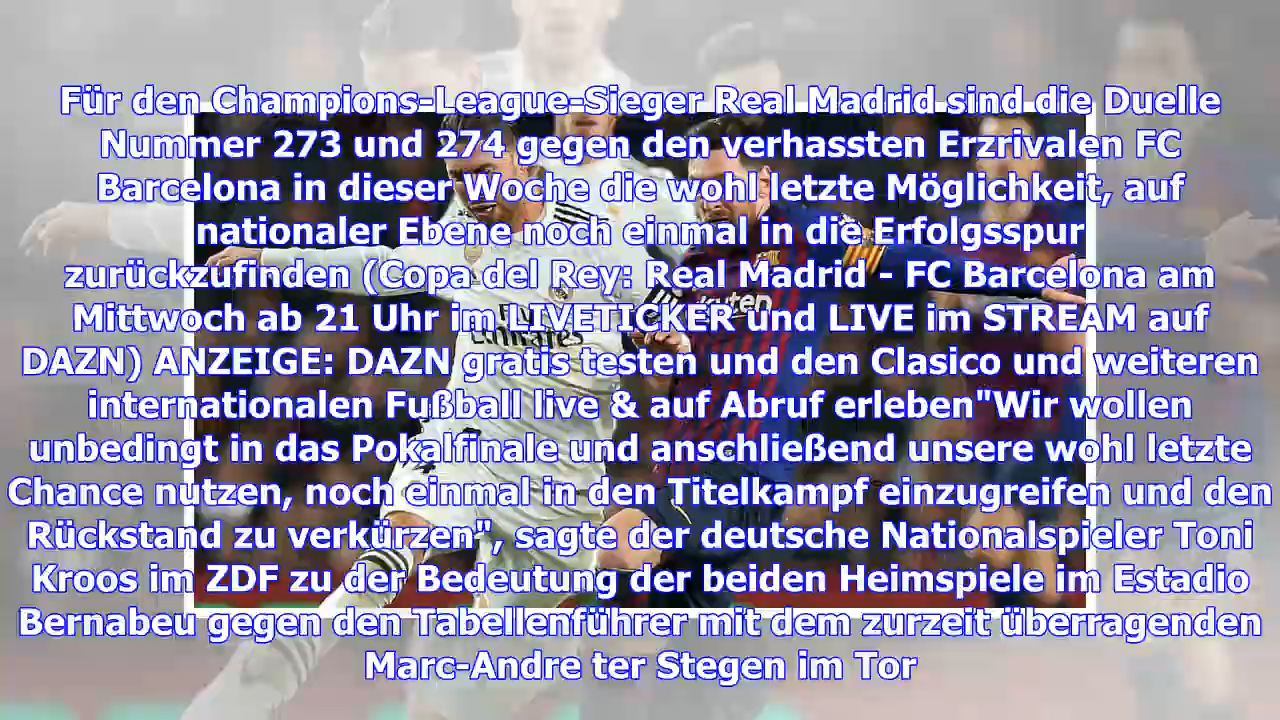 Für den Champions-League-Sieger Real Madrid sind die Duelle
Nummer 273 und 274 gegen den verhassten Erzrivalen FC
Barcelona in dieser Woche die wohl letzte Möglichkeit, auf
nationaler Ebene noch einmal in die Erfolgsspur
zurückzufinden (Copa del Rey: Real Madrid - FC Barcelona am
Mittwoch ab 21 Uhr im LIVETICKER und LIVE im STREAM auf
DAZN) ANZEIGE: DAZN gratis testen und den Clasico und weiteren
internationalen Fußball live & auf Abruf erleben"Wir wollen
unbedingt in das Pokalfinale und anschließend unsere wohl letzte
Chance nutzen, noch einmal in den Titelkampf einzugreifen und den
Rückstand zu verkürzen", sagte der deutsche Nationalspieler Toni
Kroos im ZDF zu der Bedeutung der beiden Heimspiele im Estadio
Bernabeu gegen den Tabellenführer mit dem zurzeit überragenden
Marc-Andre ter Stegen im Tor
Fly
Emirates